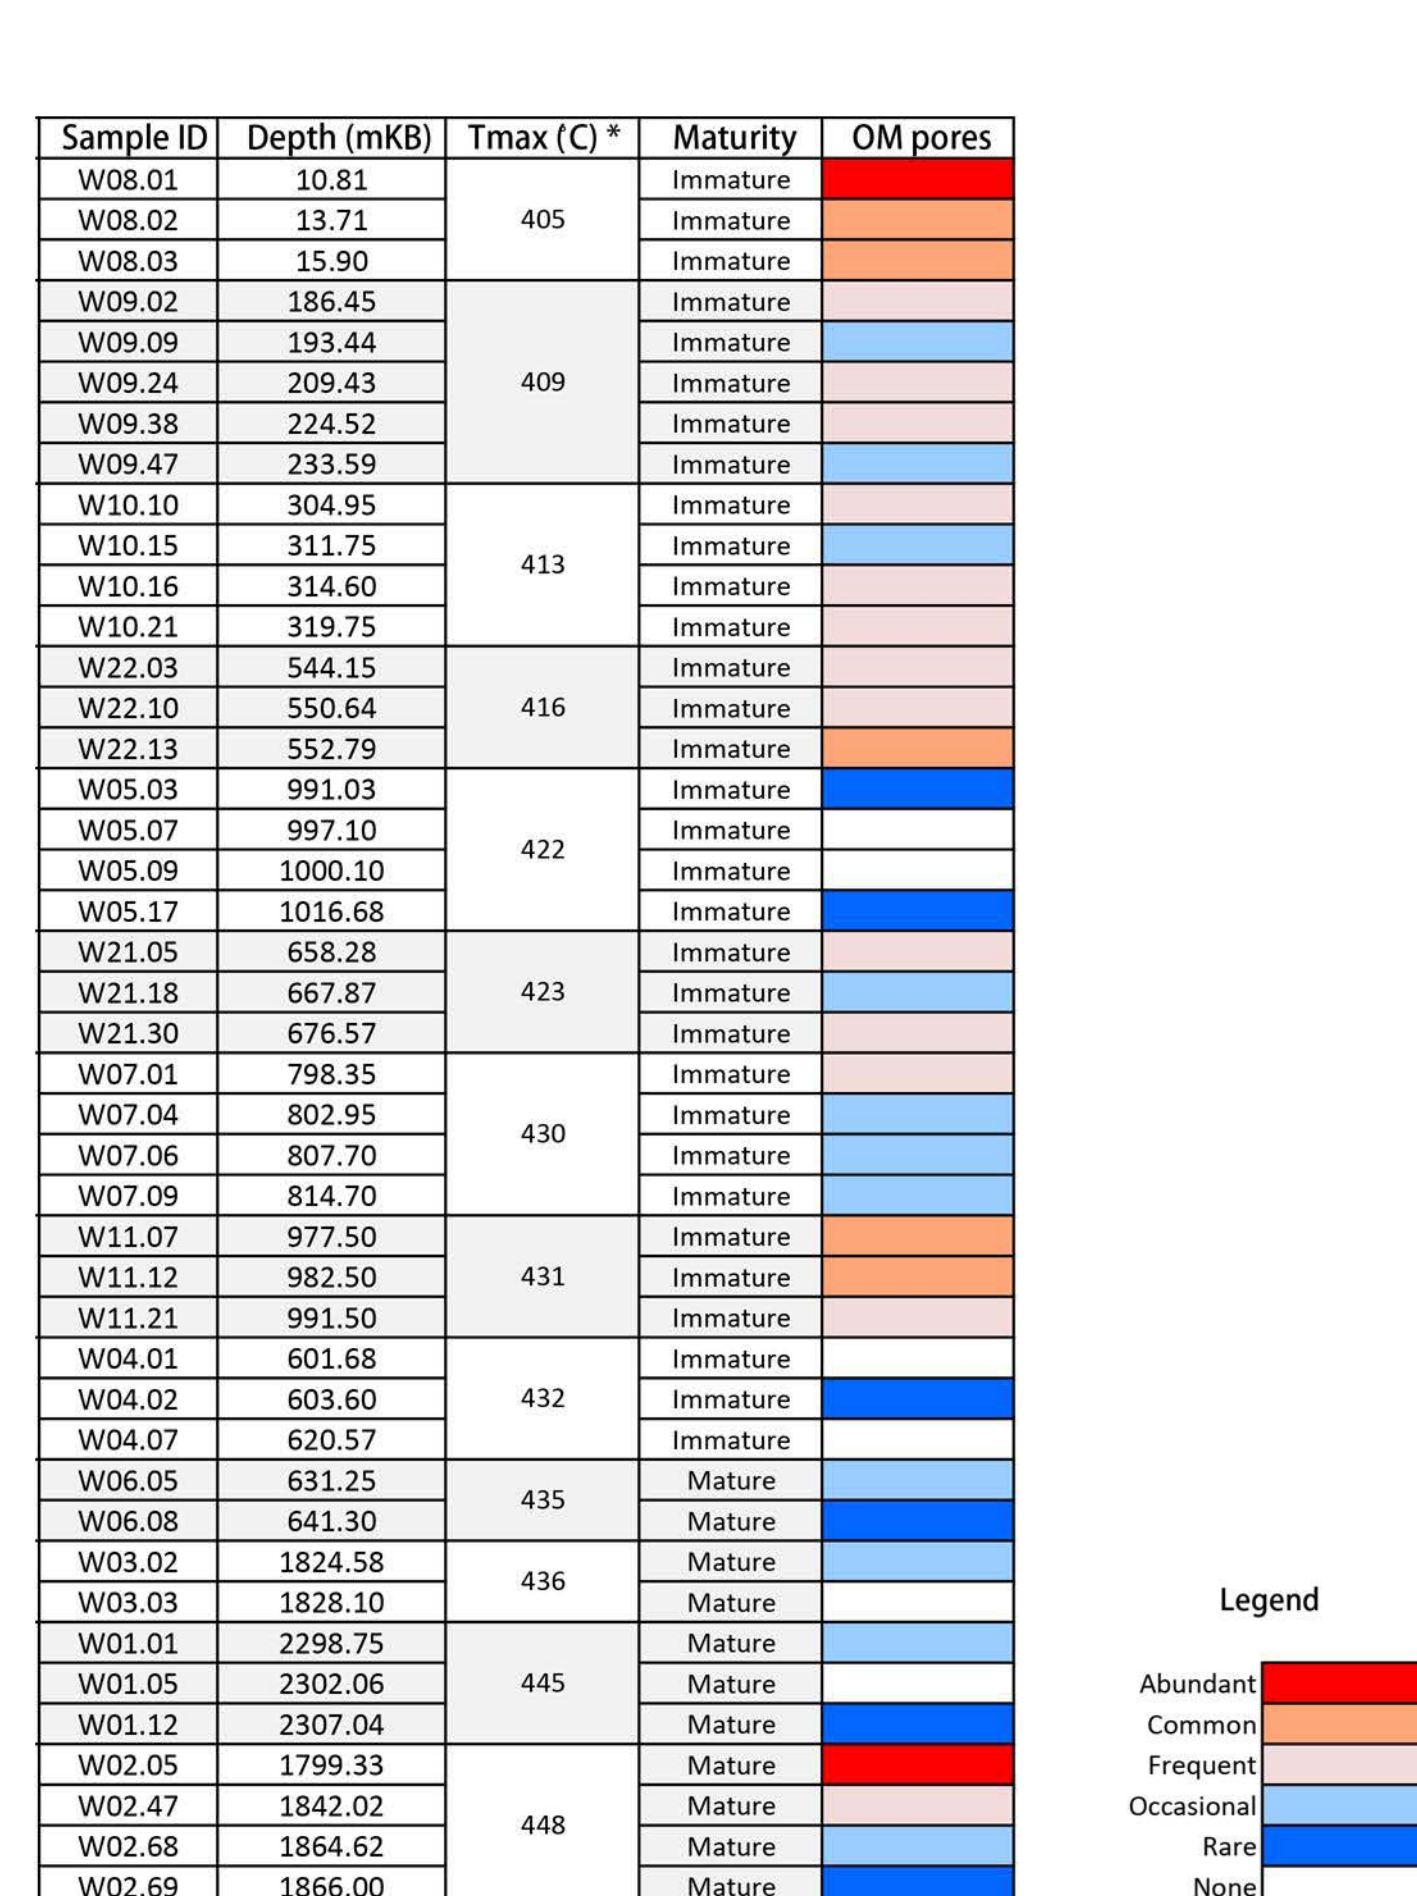 Sample ID Depth (mKB) Tmax (°C) * Maturity OM pores
W08.01 10.81 Immature
W08.02 13.71 405 Immature
W08.03 15.90 Immature
W09.02 186.45 Immature
W09.09 193.44 Immature
W09.24 209.43 409 Immature
W09.38 224.52 Immature
W09.47 233.59 Immature
W10.10 304.95 Immature
W10.15 311.75 Immature
413
W10.16 314.60 Immature
W10.21 319.75 Immature
W22.03 544.15 Immature
W22.10 550.64 416 Immature
W22.13 552.79 Immature
W05.03 991.03 Immature
W05.07 997.10 Immature
422
W05.09 1000.10 Immature
W05.17 1016.68 Immature
W21.05 658.28 Immature
W21.18 667.87 423 Immature
W21.30 676.57 Immature
W07.01 798.35 Immature
W07.04 802.95 Immature
430
W07.06 807.70 Immature
W07.09 814.70 Immature
W11.07 977.50 Immature
W11.12 982.50 431 Immature
W11.21 991.50 Immature
W04.01 601.68 Immature
W04.02 603.60 432 Immature
W04.07 620.57 Immature
W06.05 631.25 Mature
435
W06.08 641.30 Mature
W03.02 1824.58 Mature
436
W03.03 1828.10 Mature
W01.01 2298.75 Mature
W01.05 2302.06 445 Mature
W01.12 2307.04 Mature
W02.05 1799.33 Mature
W02.47 1842.02 Mature
448
W02.68 1864.62 Mature
W02.69 1866.00 Mature
Legend
Abundant
Common
Frequent
Occasional
Rare
None